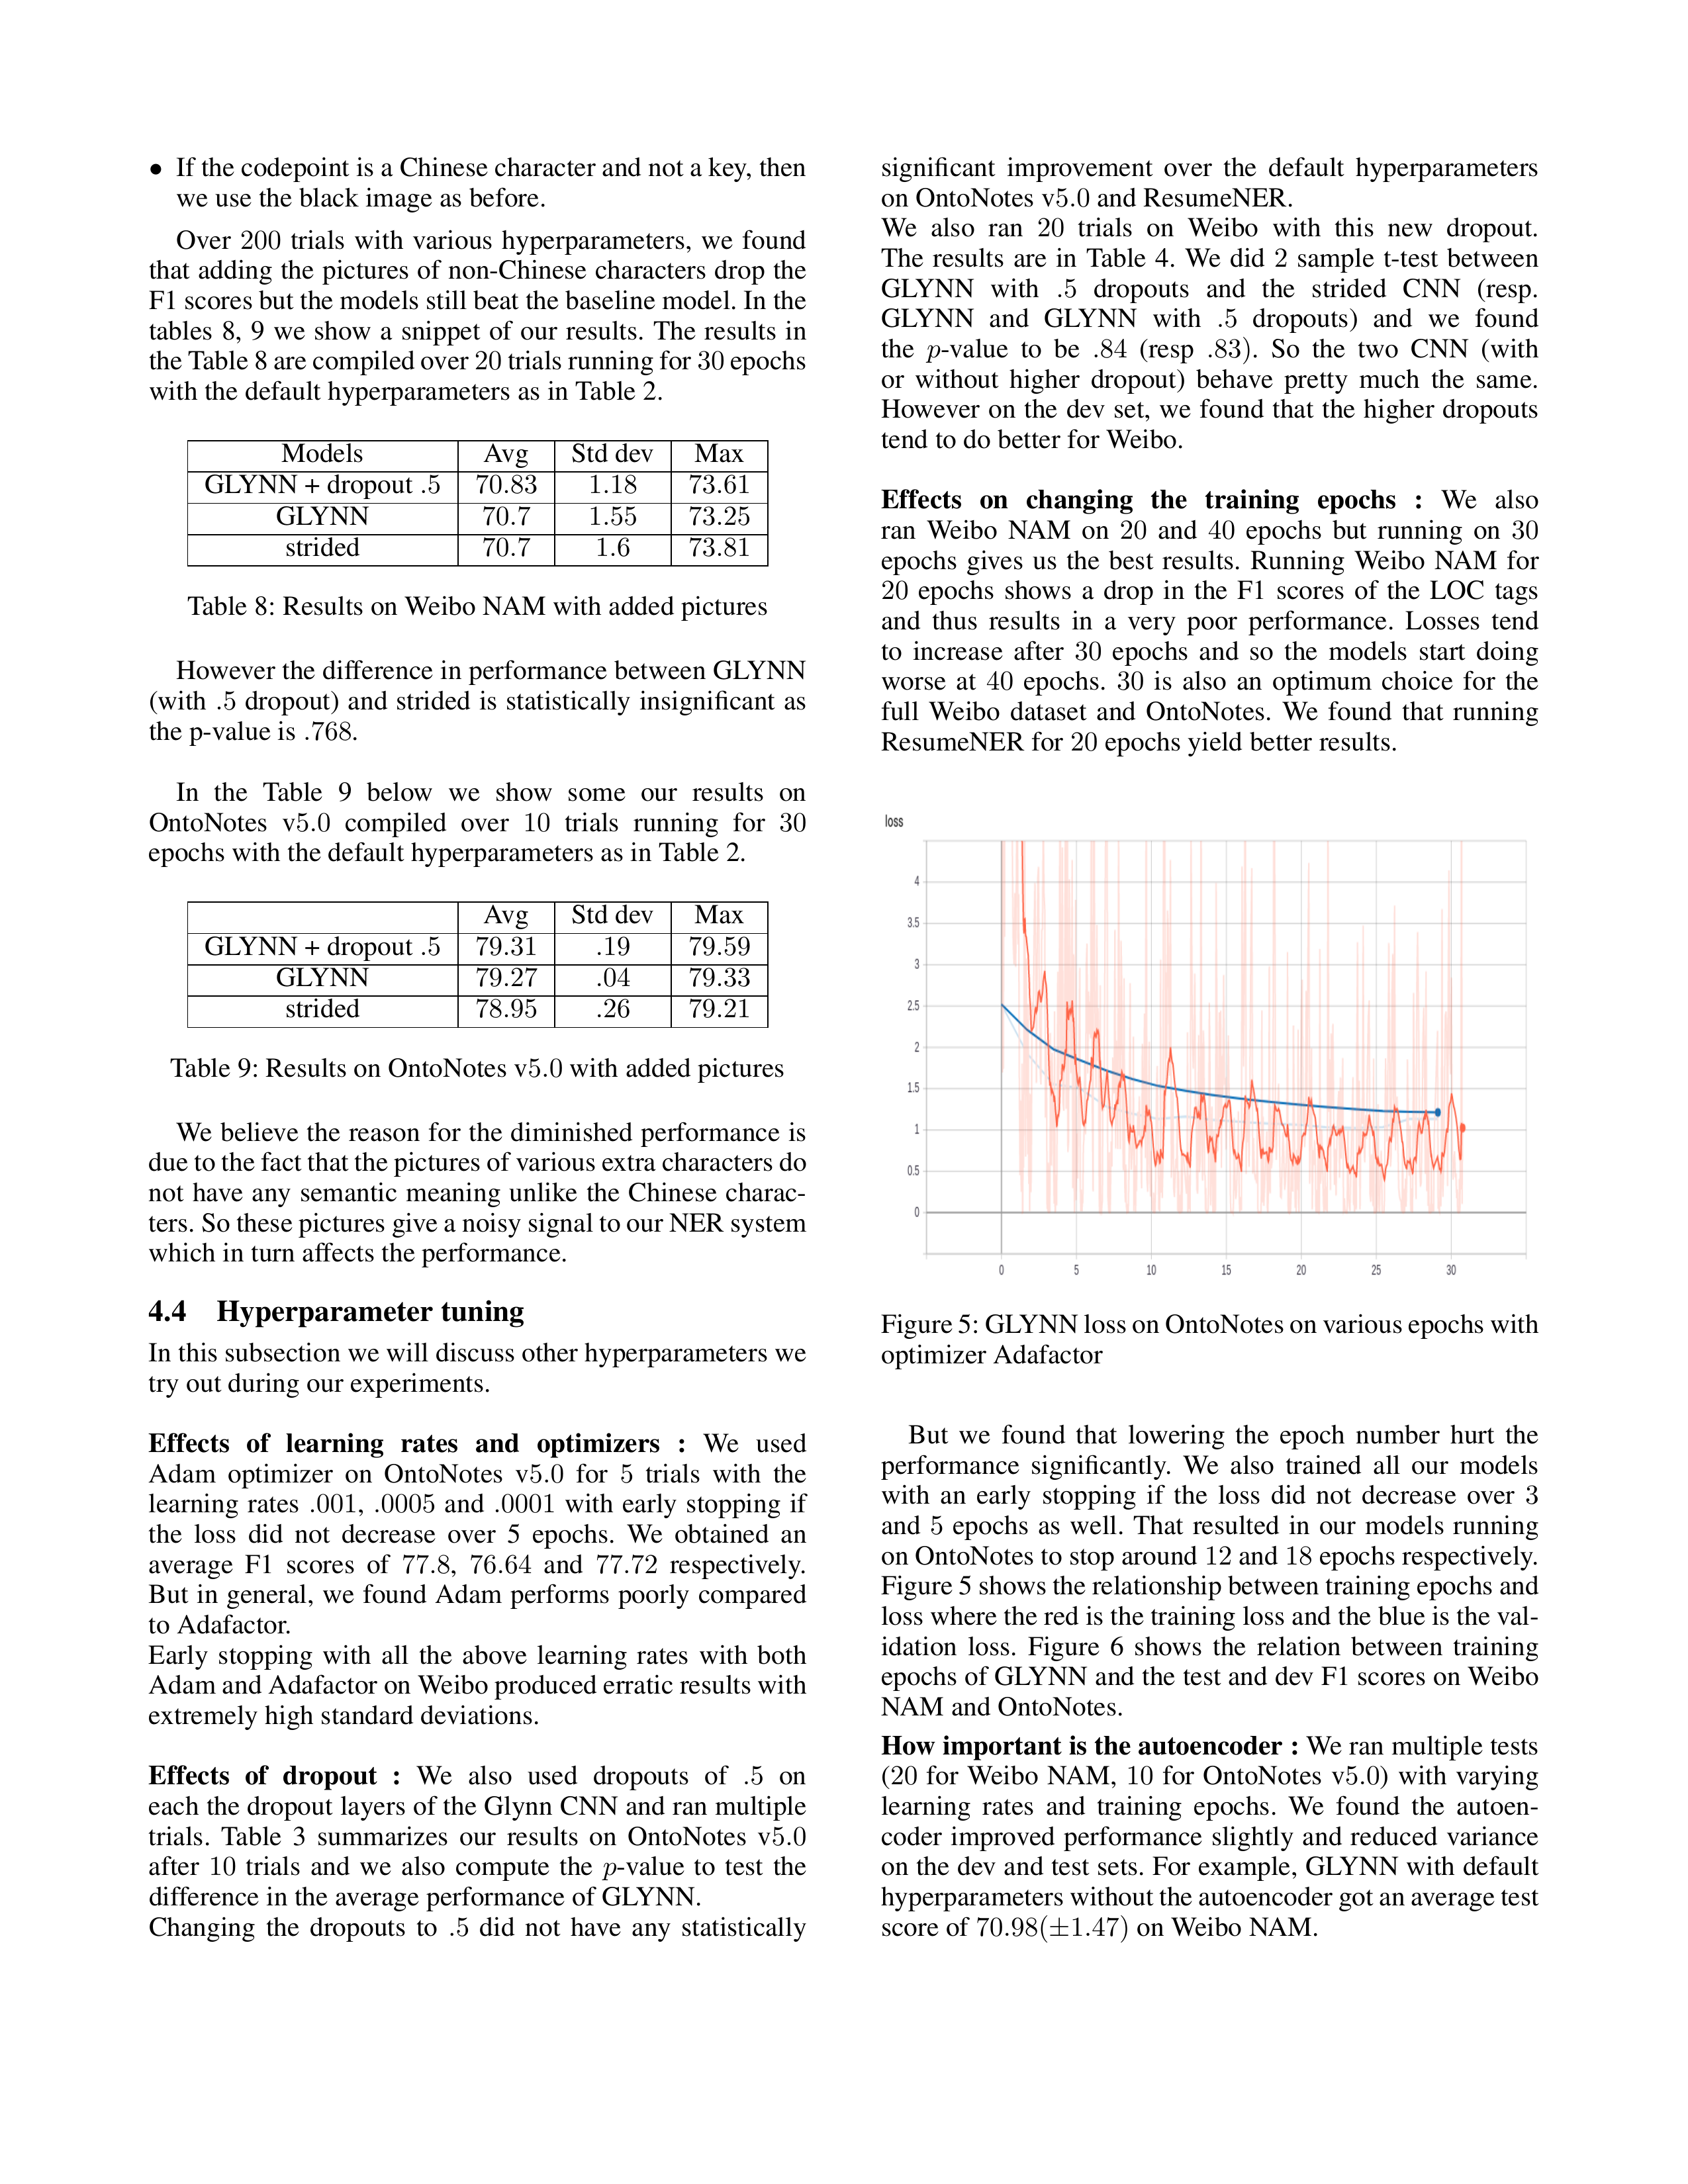 • If the codepoint is a Chinese character and not a key, then
we use the black image as before.
Over 200 trials with various hyperparameters, we found
that adding the pictures of non-Chinese characters drop the
F1 scores but the models still beat the baseline model. In the
tables 8, 9 we show a snippet of our results. The results in
the Table 8 are compiled over 20 trials running for 30 epochs
with the default hyperparameters as in Table 2.
Models Avg Std dev Max
GLYNN + dropout .5 70.83 1.18 73.61
GLYNN 70.7 1.55 73.25
strided 70.7 1.6 73.81
Table 8: Results on Weibo NAM with added pictures
However the difference in performance between GLYNN
(with .5 dropout) and strided is statistically insignificant as
the p-value is .768.
In the Table 9 below we show some our results on
OntoNotes v5.0 compiled over 10 trials running for 30
epochs with the default hyperparameters as in Table 2.
Avg Std dev Max
GLYNN + dropout .5 79.31 .19 79.59
GLYNN 79.27 .04 79.33
strided 78.95 .26 79.21
Table 9: Results on OntoNotes v5.0 with added pictures
We believe the reason for the diminished performance is
due to the fact that the pictures of various extra characters do
not have any semantic meaning unlike the Chinese charac-
ters. So these pictures give a noisy signal to our NER system
which in turn affects the performance.
4.4 Hyperparameter tuning
In this subsection we will discuss other hyperparameters we
try out during our experiments.
Effects of learning rates and optimizers : We used
Adam optimizer on OntoNotes v5.0 for 5 trials with the
learning rates .001, .0005 and .0001 with early stopping if
the loss did not decrease over 5 epochs. We obtained an
average F1 scores of 77.8, 76.64 and 77.72 respectively.
But in general, we found Adam performs poorly compared
to Adafactor.
Early stopping with all the above learning rates with both
Adam and Adafactor on Weibo produced erratic results with
extremely high standard deviations.
Effects of dropout : We also used dropouts of .5 on
each the dropout layers of the Glynn CNN and ran multiple
trials. Table 3 summarizes our results on OntoNotes v5.0
after 10 trials and we also compute the p-value to test the
difference in the average performance of GLYNN.
Changing the dropouts to .5 did not have any statistically
significant improvement over the default hyperparameters
on OntoNotes v5.0 and ResumeNER.
We also ran 20 trials on Weibo with this new dropout.
The results are in Table 4. We did 2 sample t-test between
GLYNN with .5 dropouts and the strided CNN (resp.
GLYNN and GLYNN with .5 dropouts) and we found
the p-value to be .84 (resp .83). So the two CNN (with
or without higher dropout) behave pretty much the same.
However on the dev set, we found that the higher dropouts
tend to do better for Weibo.
Effects on changing the training epochs : We also
ran Weibo NAM on 20 and 40 epochs but running on 30
epochs gives us the best results. Running Weibo NAM for
20 epochs shows a drop in the F1 scores of the LOC tags
and thus results in a very poor performance. Losses tend
to increase after 30 epochs and so the models start doing
worse at 40 epochs. 30 is also an optimum choice for the
full Weibo dataset and OntoNotes. We found that running
ResumeNER for 20 epochs yield better results.
loss
4
3.5
3
2.5
2
1.5
1
0.5
0
0 5 10 15 20 25 30
Figure 5: GLYNN loss on OntoNotes on various epochs with
optimizer Adafactor
But we found that lowering the epoch number hurt the
performance significantly. We also trained all our models
with an early stopping if the loss did not decrease over 3
and 5 epochs as well. That resulted in our models running
on OntoNotes to stop around 12 and 18 epochs respectively.
Figure 5 shows the relationship between training epochs and
loss where the red is the training loss and the blue is the val-
idation loss. Figure 6 shows the relation between training
epochs of GLYNN and the test and dev F1 scores on Weibo
NAM and OntoNotes.
How important is the autoencoder : We ran multiple tests
(20 for Weibo NAM, 10 for OntoNotes v5.0) with varying
learning rates and training epochs. We found the autoen-
coder improved performance slightly and reduced variance
on the dev and test sets. For example, GLYNN with default
hyperparameters without the autoencoder got an average test
score of 70.98(±1.47) on Weibo NAM.